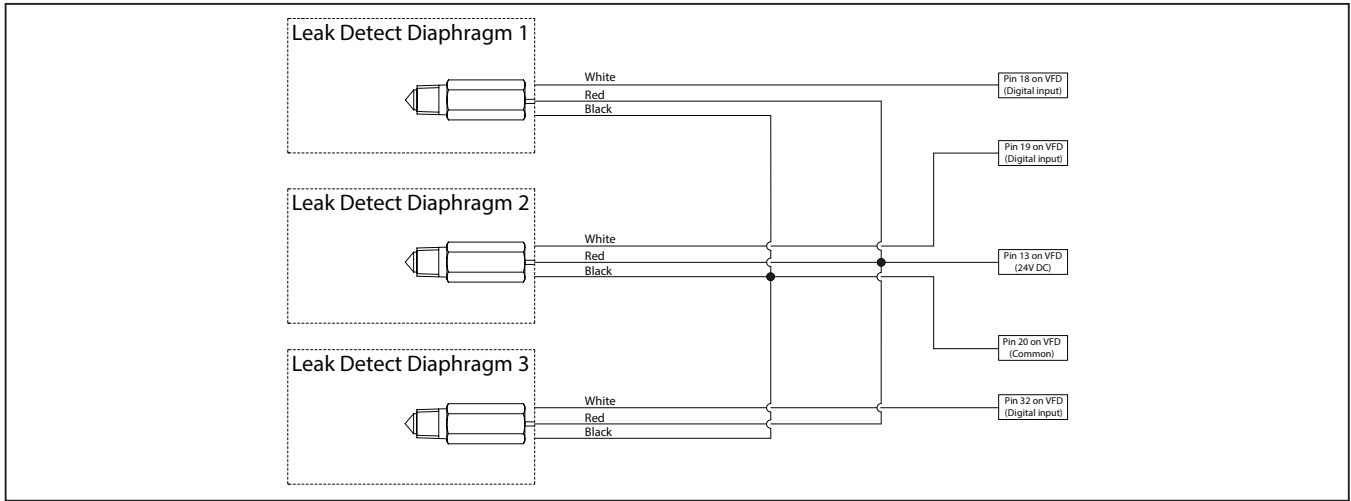 Leak Detect Diaphragm 1
White
Red
Black
Pin 18 on VFD
(Digital input)
Pin 19 on VFD
(Digital input)
Leak Detect Diaphragm 2
White
Red
Black
Pin 13 on VFD
(24V DC)
Pin 20 on VFD
(Common)
Leak Detect Diaphragm 3
White
Red
Black
Pin 32 on VFD
(Digital input)